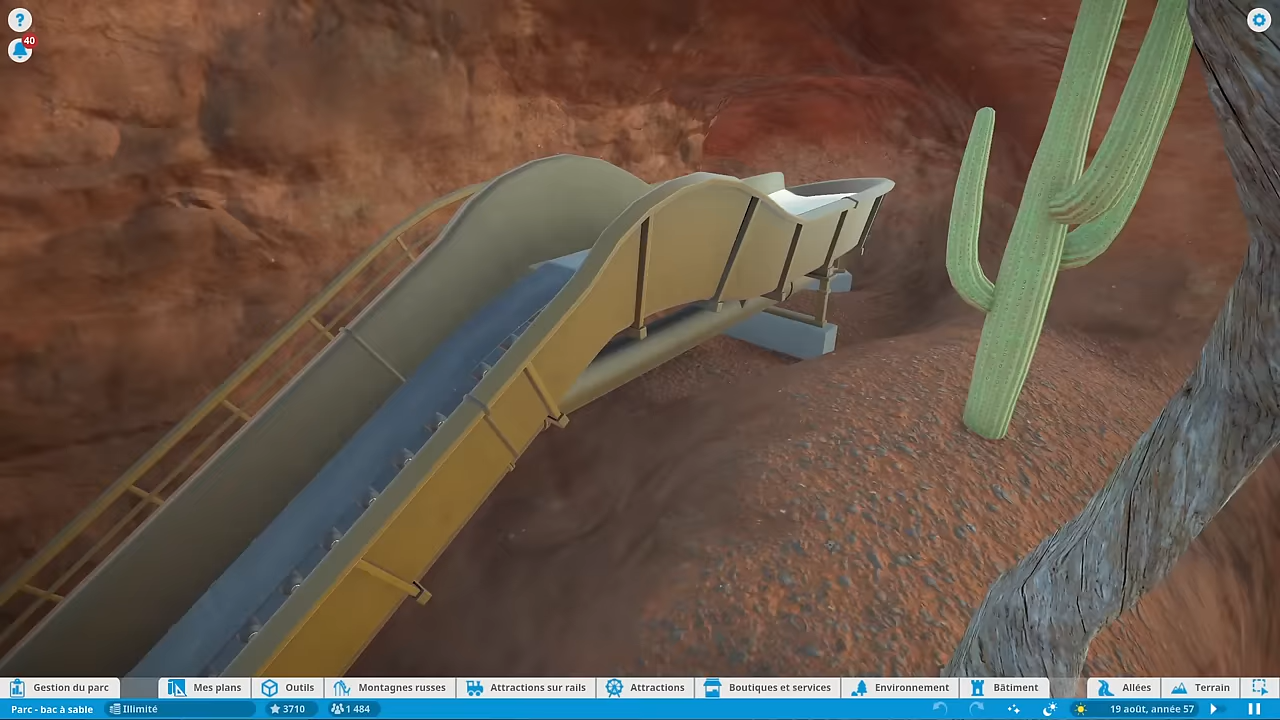 ?
40
Gestion du parc
Mes plans
Outils
Montagnes russes
Attractions sur rails
Attractions
Boutiques et services
Environnement
Bâtiment
Allées
Terrain
Parc - bac à sable
Illimité
3710
1 484
19 août, année 57